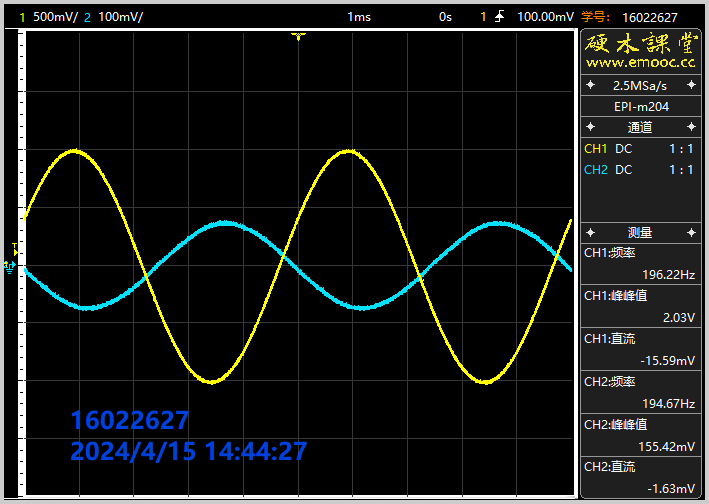 1 500mV/ 2 100mV/ 1ms 0s 1 100.00mV 学号: 16022627
硬木課堂
www.emooc.cc
2.5MSa/s
EPI-m204
通道
CH1 DC 1 : 1
CH2 DC 1 : 1
测量
CH1:频率
196.22Hz
CH1:峰峰值
2.03V
CH1:直流
-15.59mV
CH2:频率
194.67Hz
CH2:峰峰值
155.42mV
CH2:直流
-1.63mV
T
16022627
2024/4/15 14:44:27